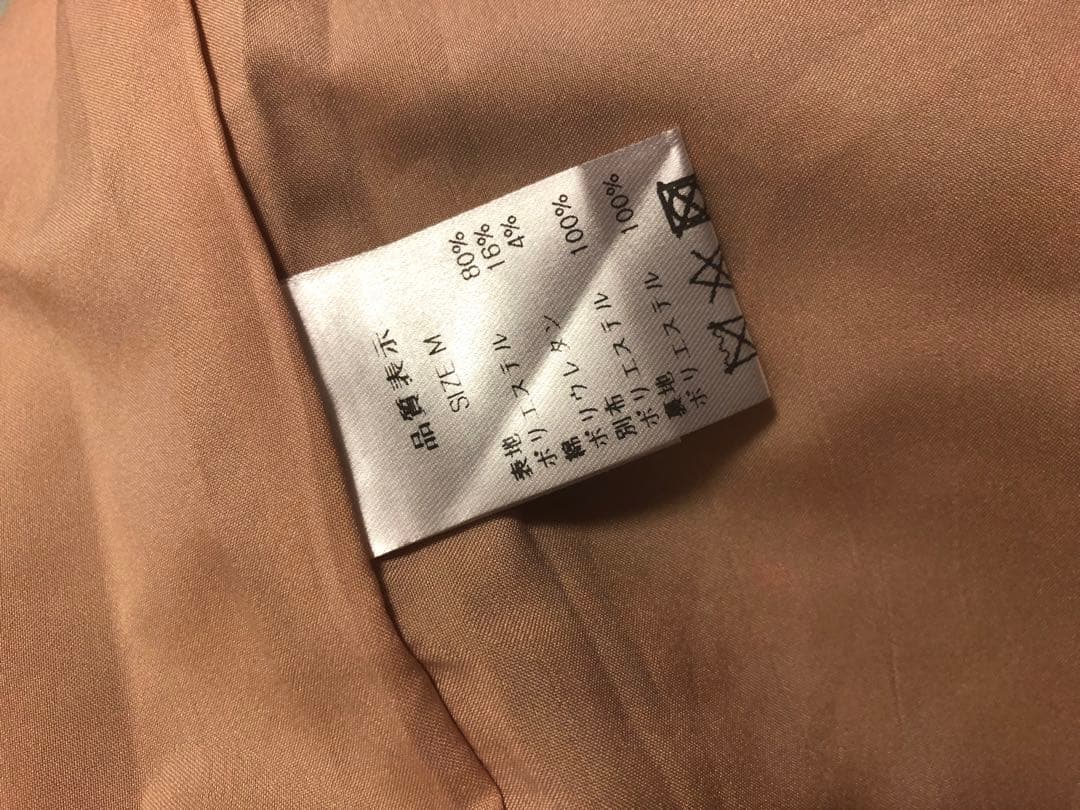 品質表示
SIZE M
表地
ポリエステル 80%
綿 16%
ポリウレタン 4%
別布
ポリエステル 100%
裏地
ポリエステル 100%